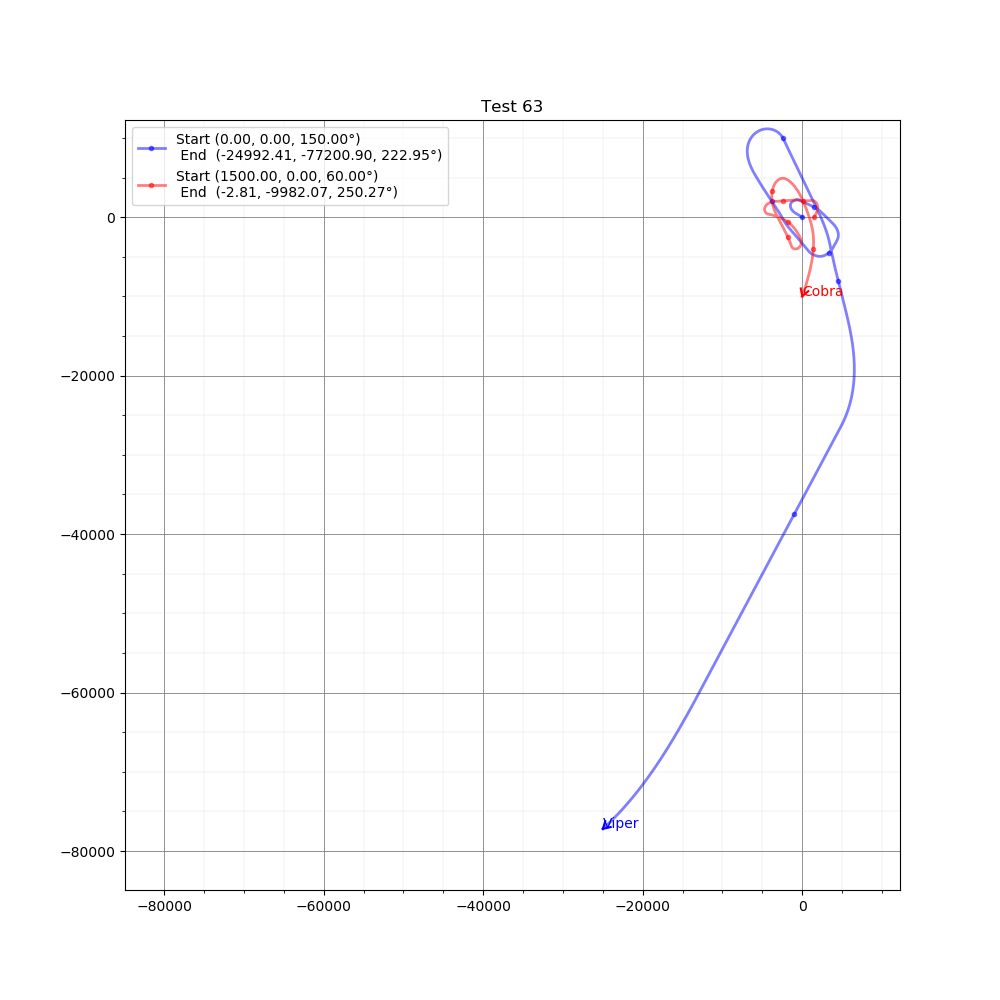 Test 63
Start (0.00, 0.00, 150.00°)
End (-24992.41, -77200.90, 222.95°)
Start (1500.00, 0.00, 60.00°)
End (-2.81, -9982.07, 250.27°)
0
−20000
−40000
−60000
−80000
Cobra
Viper
−80000 −60000 −40000 −20000 0